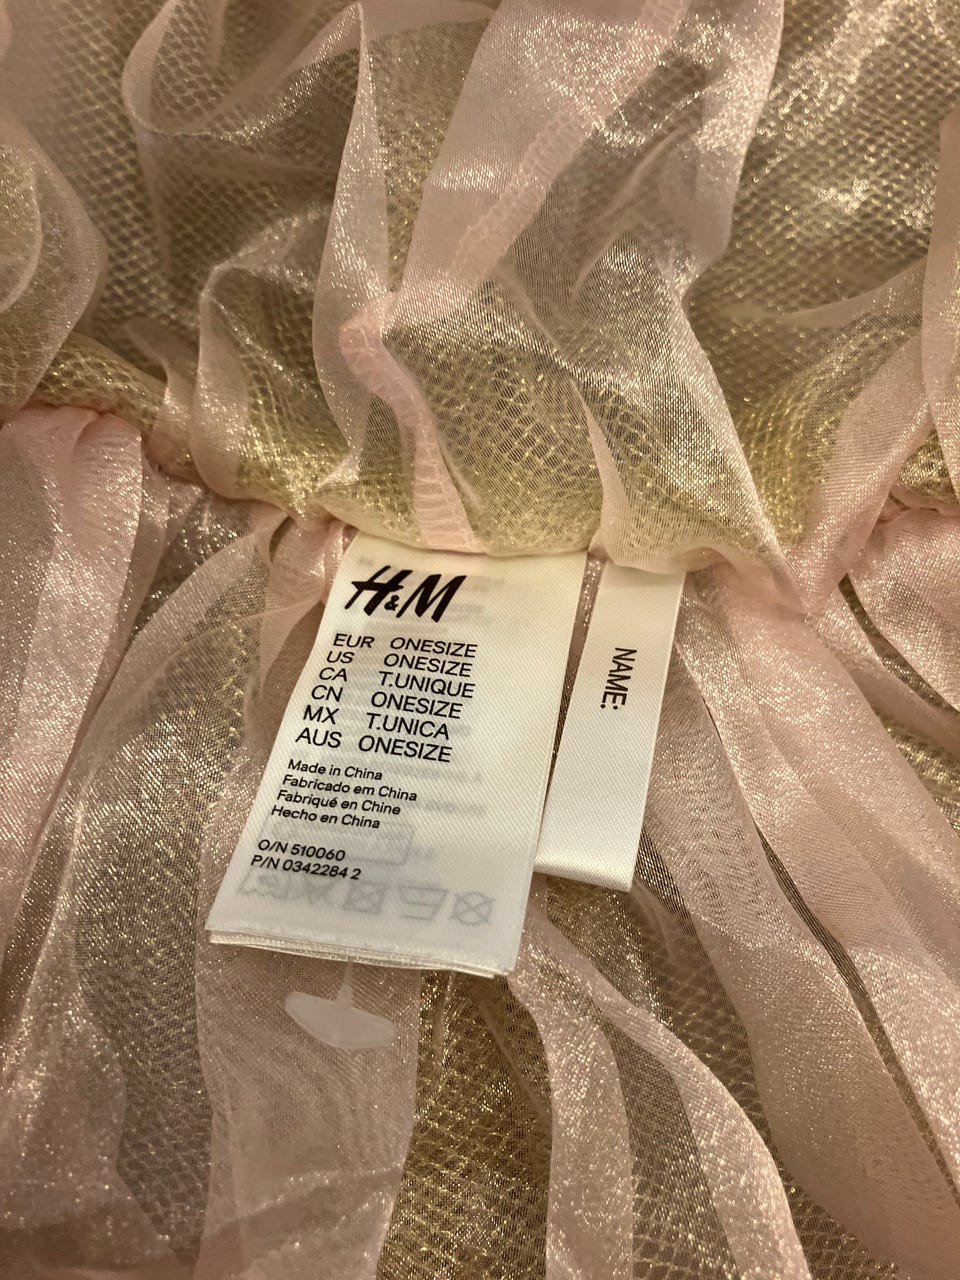 H&M
EUR ONESIZE
US ONESIZE
CA T.UNIQUE
CN ONESIZE
MX T.UNICA
AUS ONESIZE
Made in China
Fabricado em China
Fabriqué en Chine
Hecho en China
O/N 510060
P/N 0342284 2
NAME: